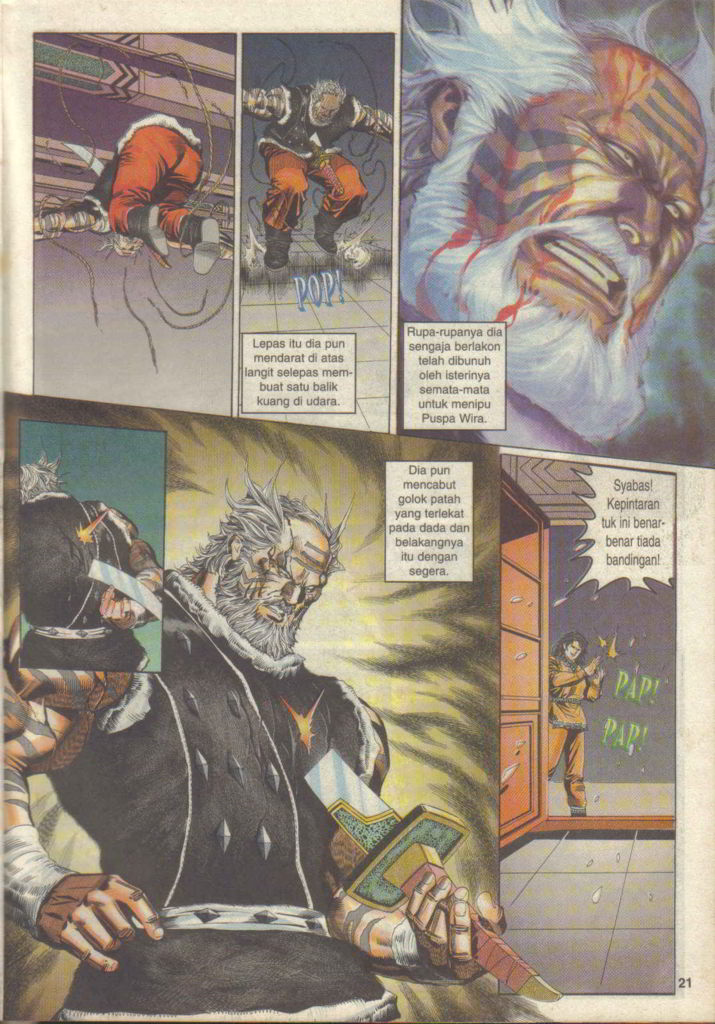 POP!
Lepas itu dia pun
mendarat di atas
langit selepas mem-
buat satu balik
kuang di udara.
Rupa-rupanya dia
sengaja berlakon
telah dibunuh
oleh isterinya
semata-mata
untuk menipu
Puspa Wira.
Dia pun
mencabut
golok patah
yang terlekat
pada dada dan
belakangnya
itu dengan
segera.
Syabas!
Kepintaran
tuk ini benar-
benar tiada
bandingan!
PAP!
PAP!
21